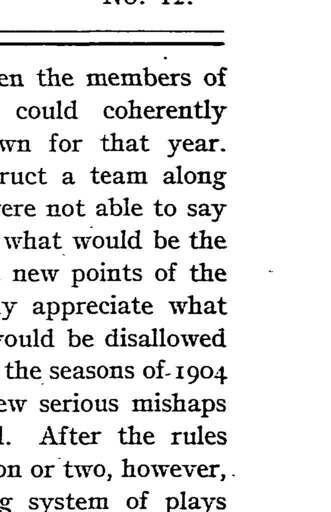 en the members of
could coherently
wn for that year.
ruct a team along
ere not able to say
what would be the
new points of the
y appreciate what
ould be disallowed
the seasons of 1904
ew serious mishaps
. After the rules
on or two, however,
g system of plays